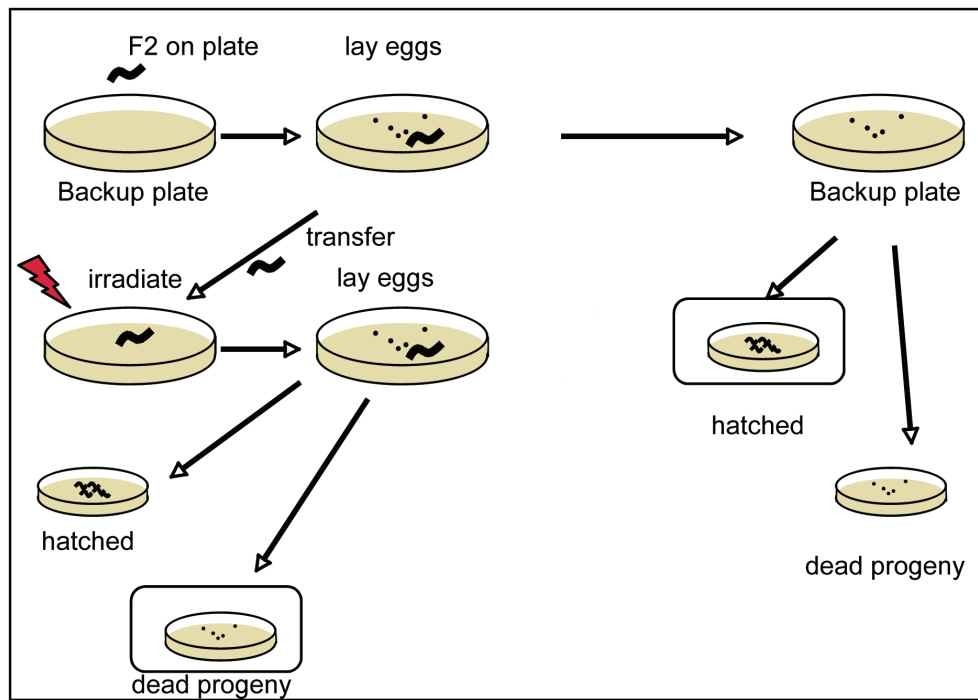 F2 on plate
lay eggs
Backup plate
Backup plate
transfer
irradiate
lay eggs
hatched
hatched
dead progeny
dead progeny